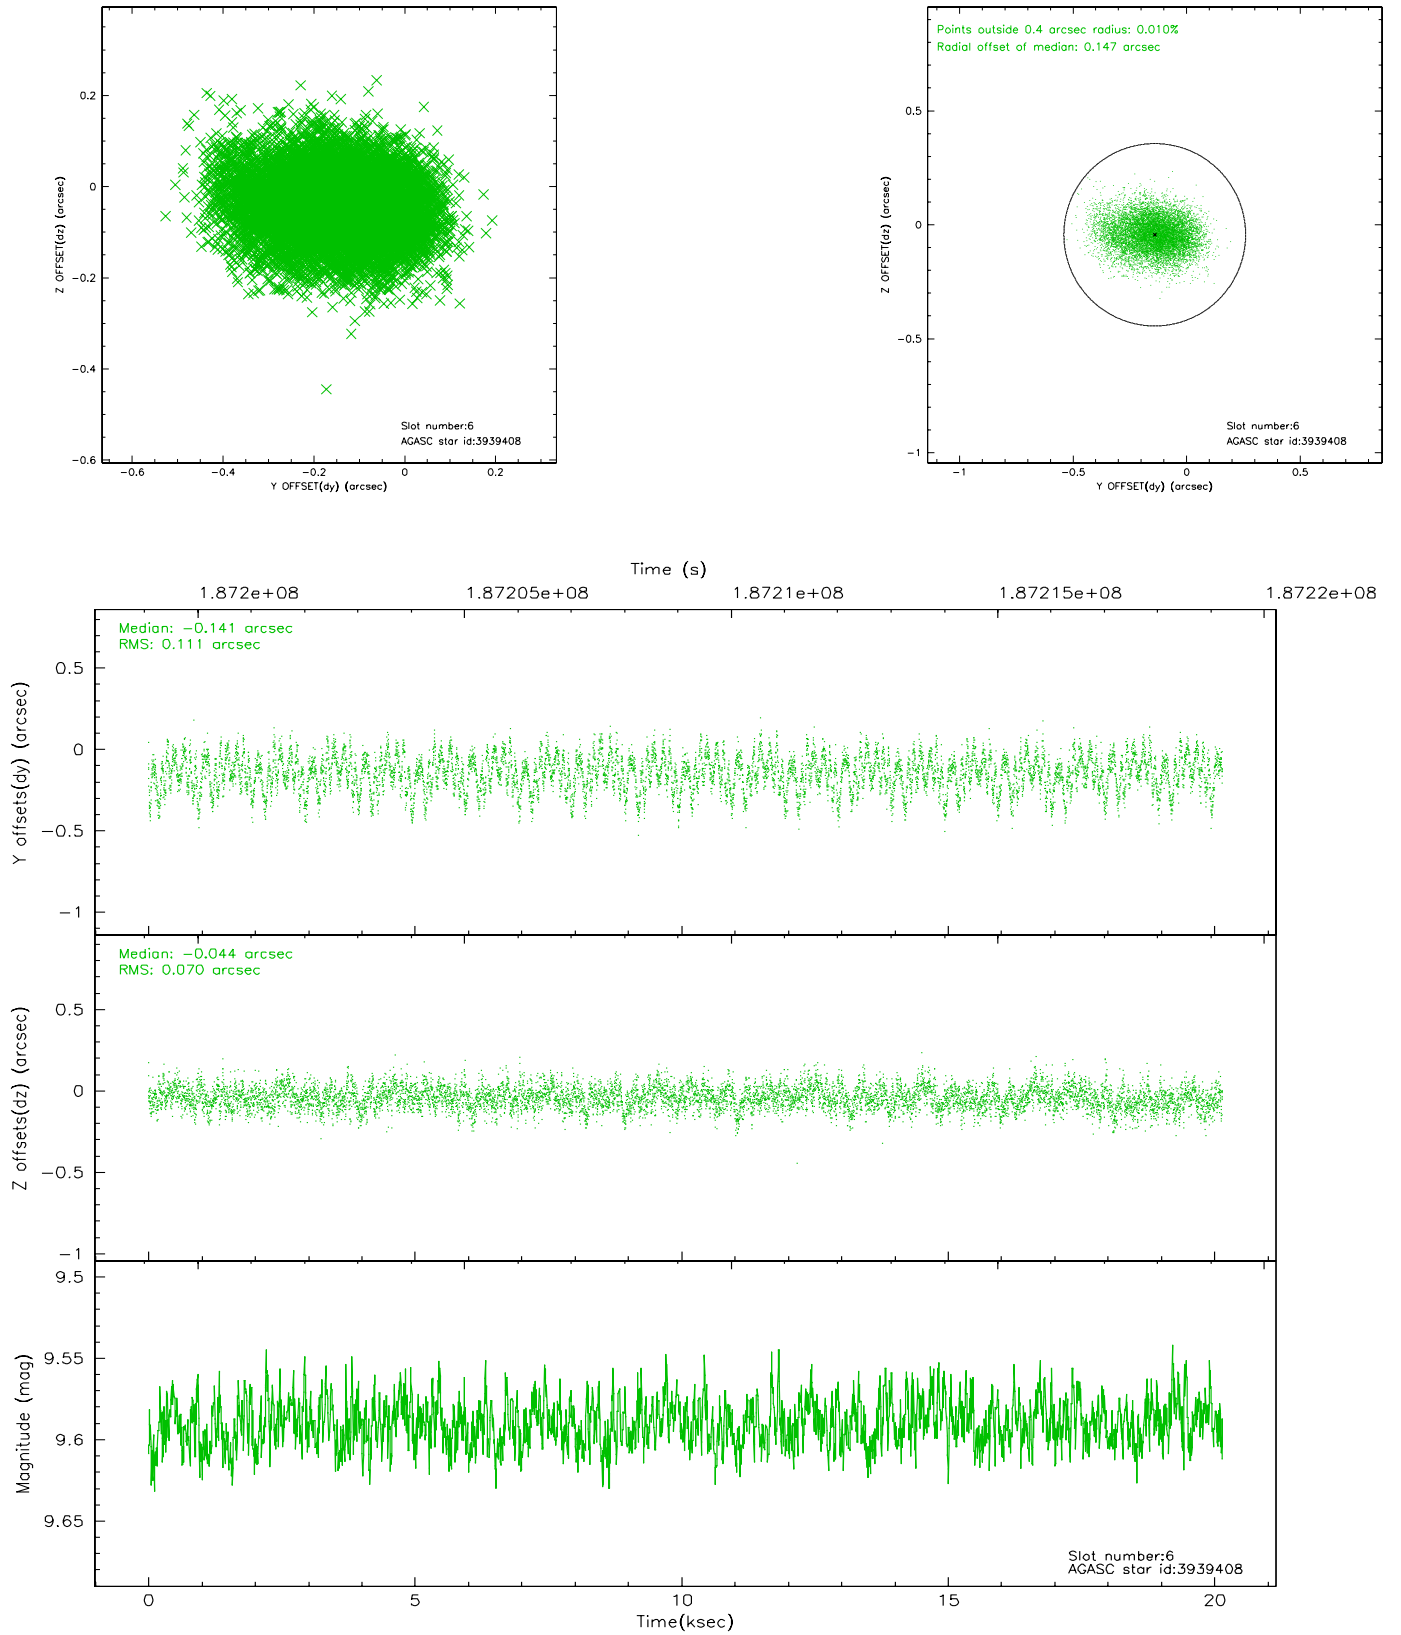 0.2
0
-0.2
-0.4
-0.6
Z OFFSET(dz) (arcsec)
Slot number:6
AGASC star id:3939408
-0.6 -0.4 -0.2 0 0.2
Y OFFSET(dy) (arcsec)
Points outside 0.4 arcsec radius: 0.010%
Radial offset of median: 0.147 arcsec
0.5
0
-0.5
-1
Z OFFSET(dz) (arcsec)
Slot number:6
AGASC star id:3939408
-1 -0.5 0 0.5
Y OFFSET(dy) (arcsec)
Time (s)
1.872e+08 1.87205e+08 1.8721e+08 1.87215e+08 1.8722e+08
Median: -0.141 arcsec
RMS: 0.111 arcsec
0.5
0
-0.5
-1
Y offsets(dy) (arcsec)
Median: -0.044 arcsec
RMS: 0.070 arcsec
0.5
0
-0.5
-1
Z offsets(dz) (arcsec)
9.5
9.55
9.6
9.65
Magnitude (mag)
Slot number:6
AGASC star id:3939408
0 5 10 15 20
Time(ksec)